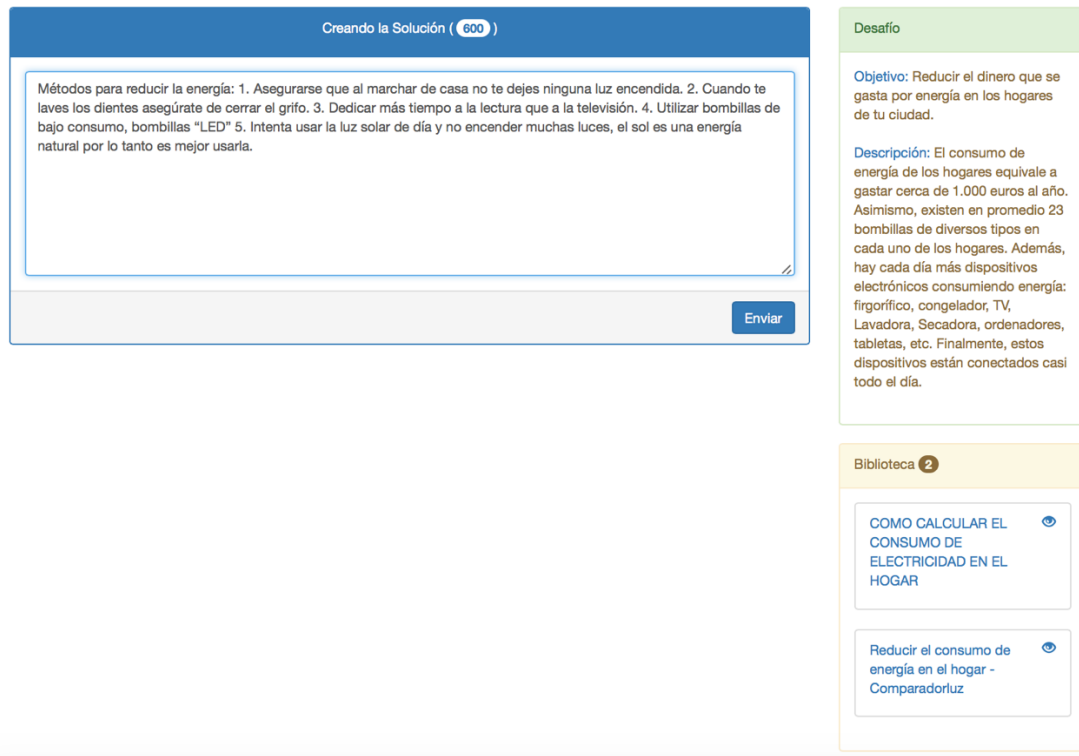 Creando la Solución ( 600 )
Métodos para reducir la energía: 1. Asegurarse que al marchar de casa no te dejes ninguna luz encendida. 2. Cuando te
laves los dientes asegúrate de cerrar el grifo. 3. Dedicar más tiempo a la lectura que a la televisión. 4. Utilizar bombillas de
bajo consumo, bombillas “LED” 5. Intenta usar la luz solar de día y no encender muchas luces, el sol es una energía
natural por lo tanto es mejor usarla.
Enviar
Desafío
Objetivo: Reducir el dinero que se
gasta por energía en los hogares
de tu ciudad.
Descripción: El consumo de
energía de los hogares equivale a
gastar cerca de 1.000 euros al año.
Asimismo, existen en promedio 23
bombillas de diversos tipos en
cada uno de los hogares. Además,
hay cada día más dispositivos
electrónicos consumiendo energía:
firgorífico, congelador, TV,
Lavadora, Secadora, ordenadores,
tabletas, etc. Finalmente, estos
dispositivos están conectados casi
todo el día.
Biblioteca 2
COMO CALCULAR EL
CONSUMO DE
ELECTRICIDAD EN EL
HOGAR
Reducir el consumo de
energía en el hogar -
Comparadorluz